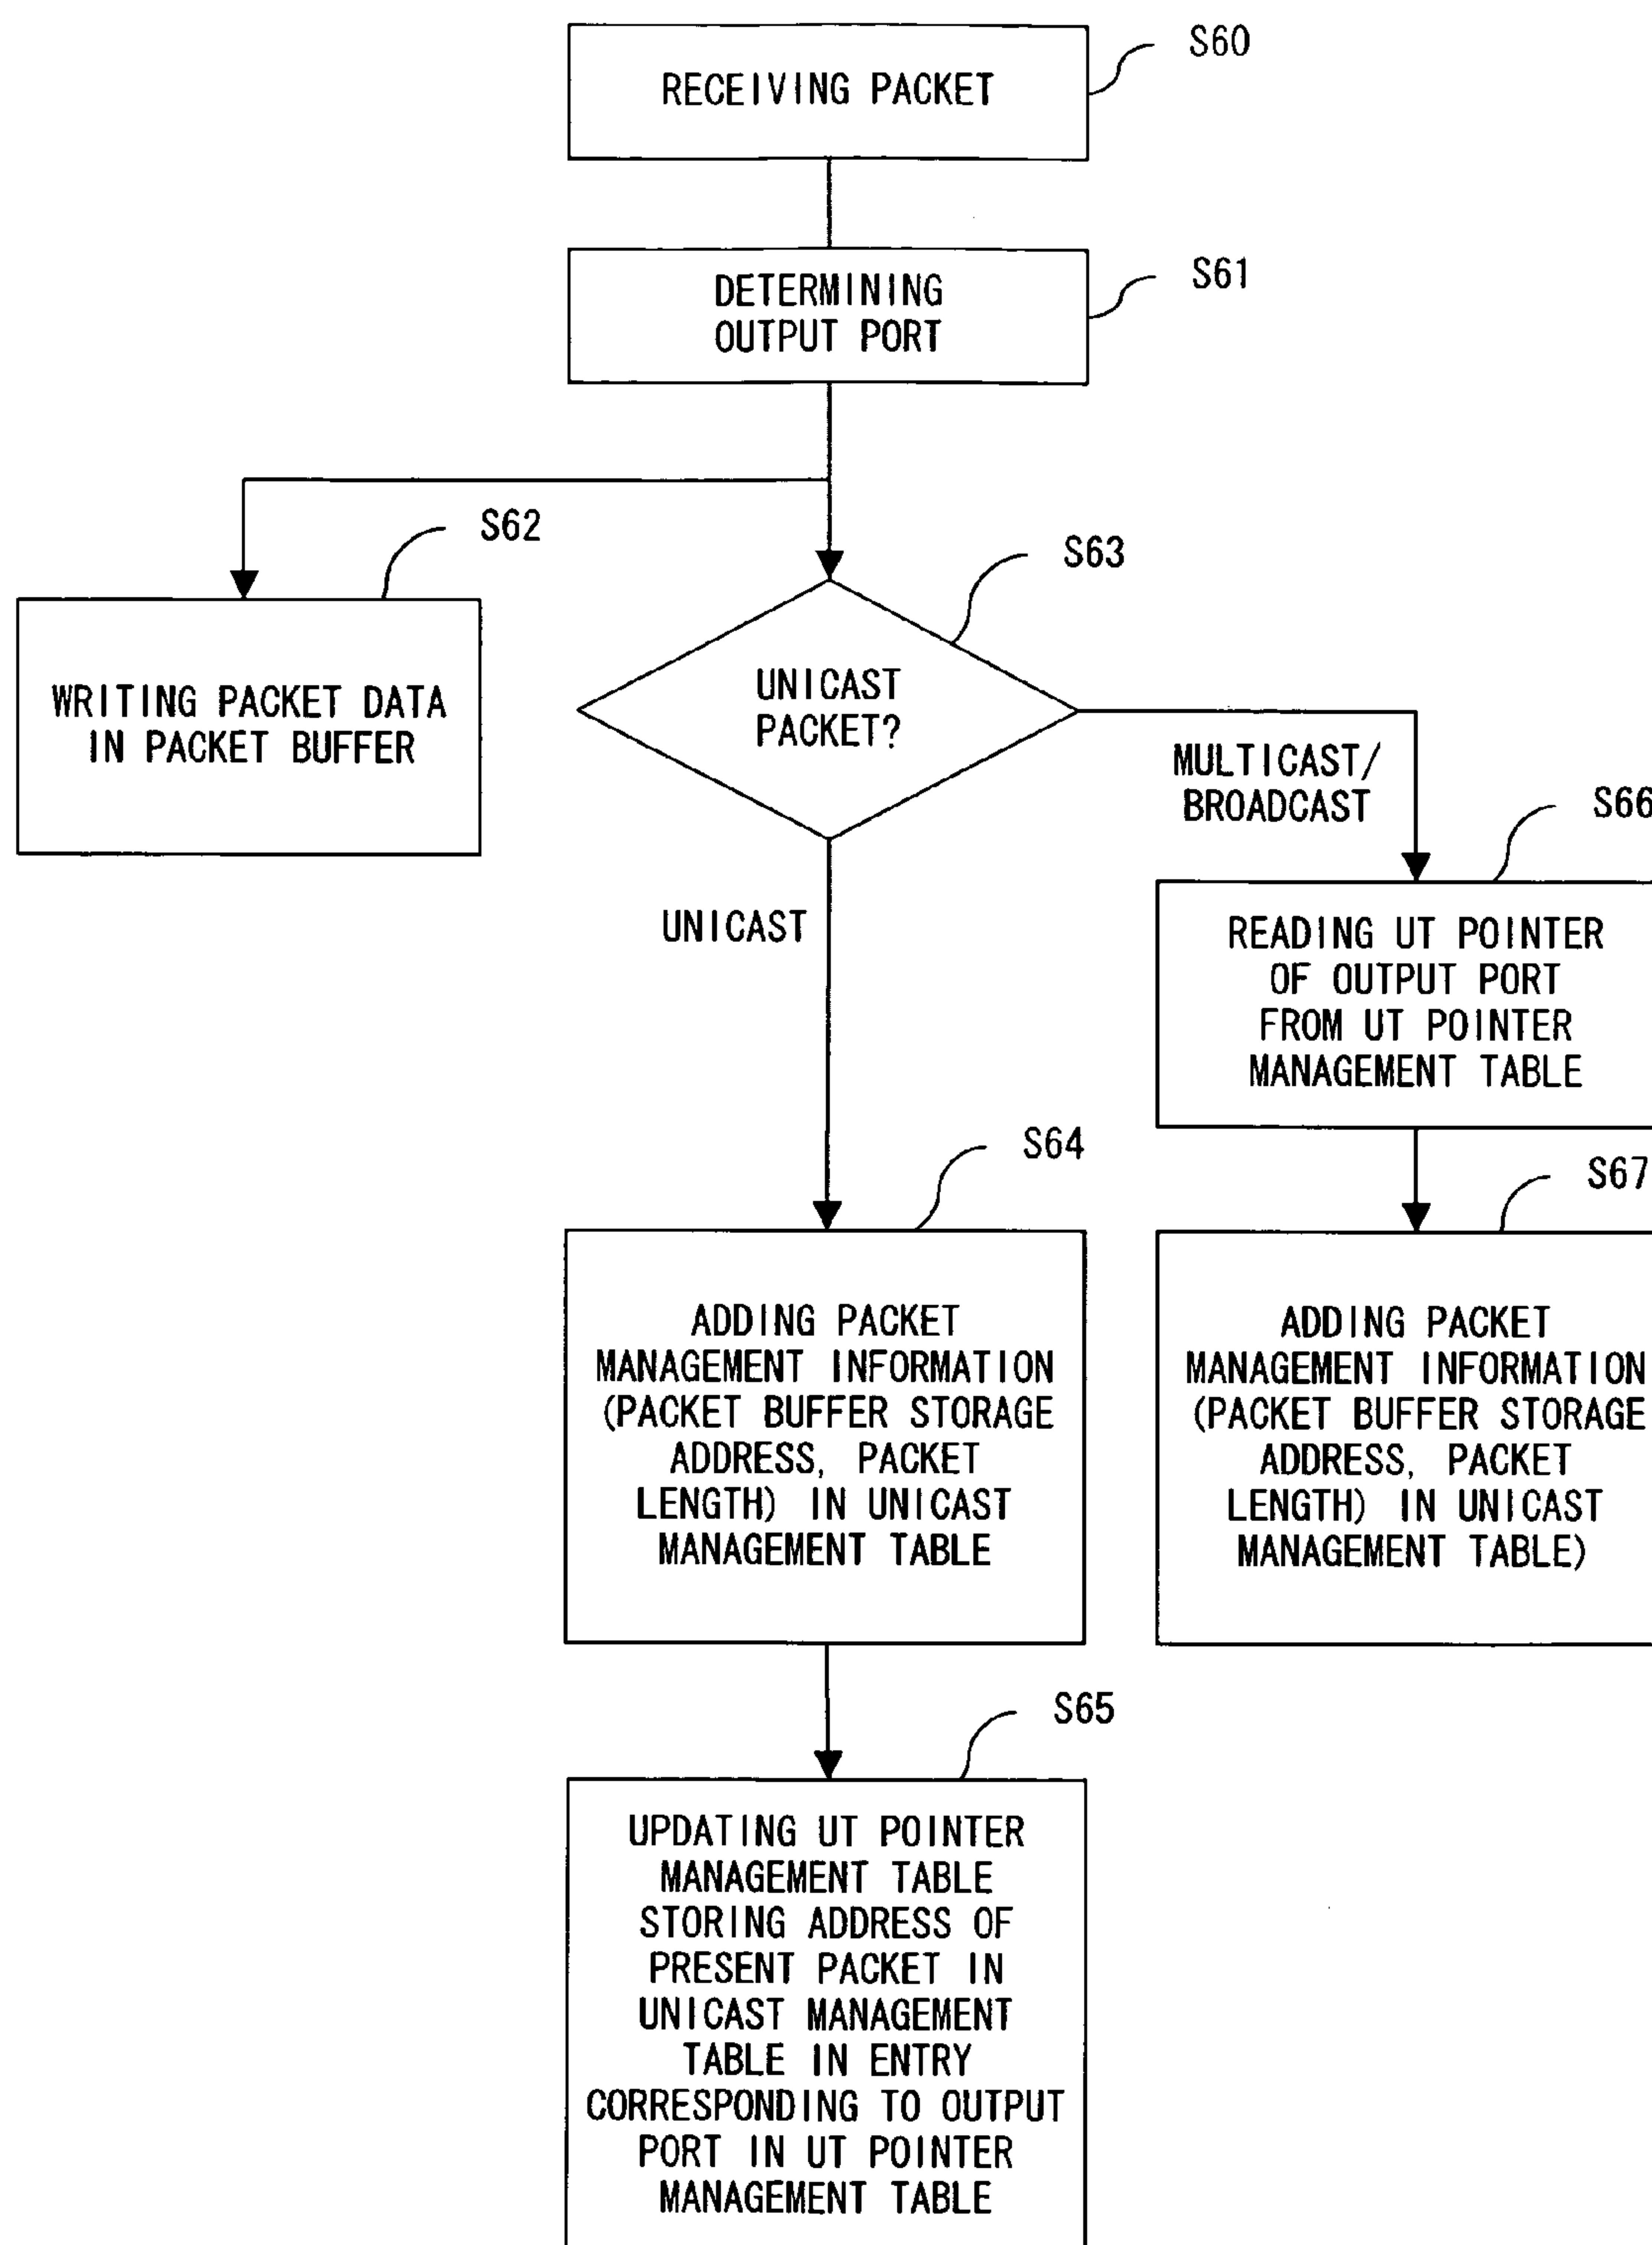 S60
RECEIVING PACKET
S61
DETERMINING
OUTPUT PORT
S62
WRITING PACKET DATA
IN PACKET BUFFER
S63
UNICAST
PACKET?
MULTICAST/
BROADCAST
UNICAST
S66
READING UT POINTER
OF OUTPUT PORT
FROM UT POINTER
MANAGEMENT TABLE
S64
ADDING PACKET
MANAGEMENT INFORMATION
(PACKET BUFFER STORAGE
ADDRESS, PACKET
LENGTH) IN UNICAST
MANAGEMENT TABLE
S67
ADDING PACKET
MANAGEMENT INFORMATION
(PACKET BUFFER STORAGE
ADDRESS, PACKET
LENGTH) IN UNICAST
MANAGEMENT TABLE)
S65
UPDATING UT POINTER
MANAGEMENT TABLE
STORING ADDRESS OF
PRESENT PACKET IN
UNICAST MANAGEMENT
TABLE IN ENTRY
CORRESPONDING TO OUTPUT
PORT IN UT POINTER
MANAGEMENT TABLE